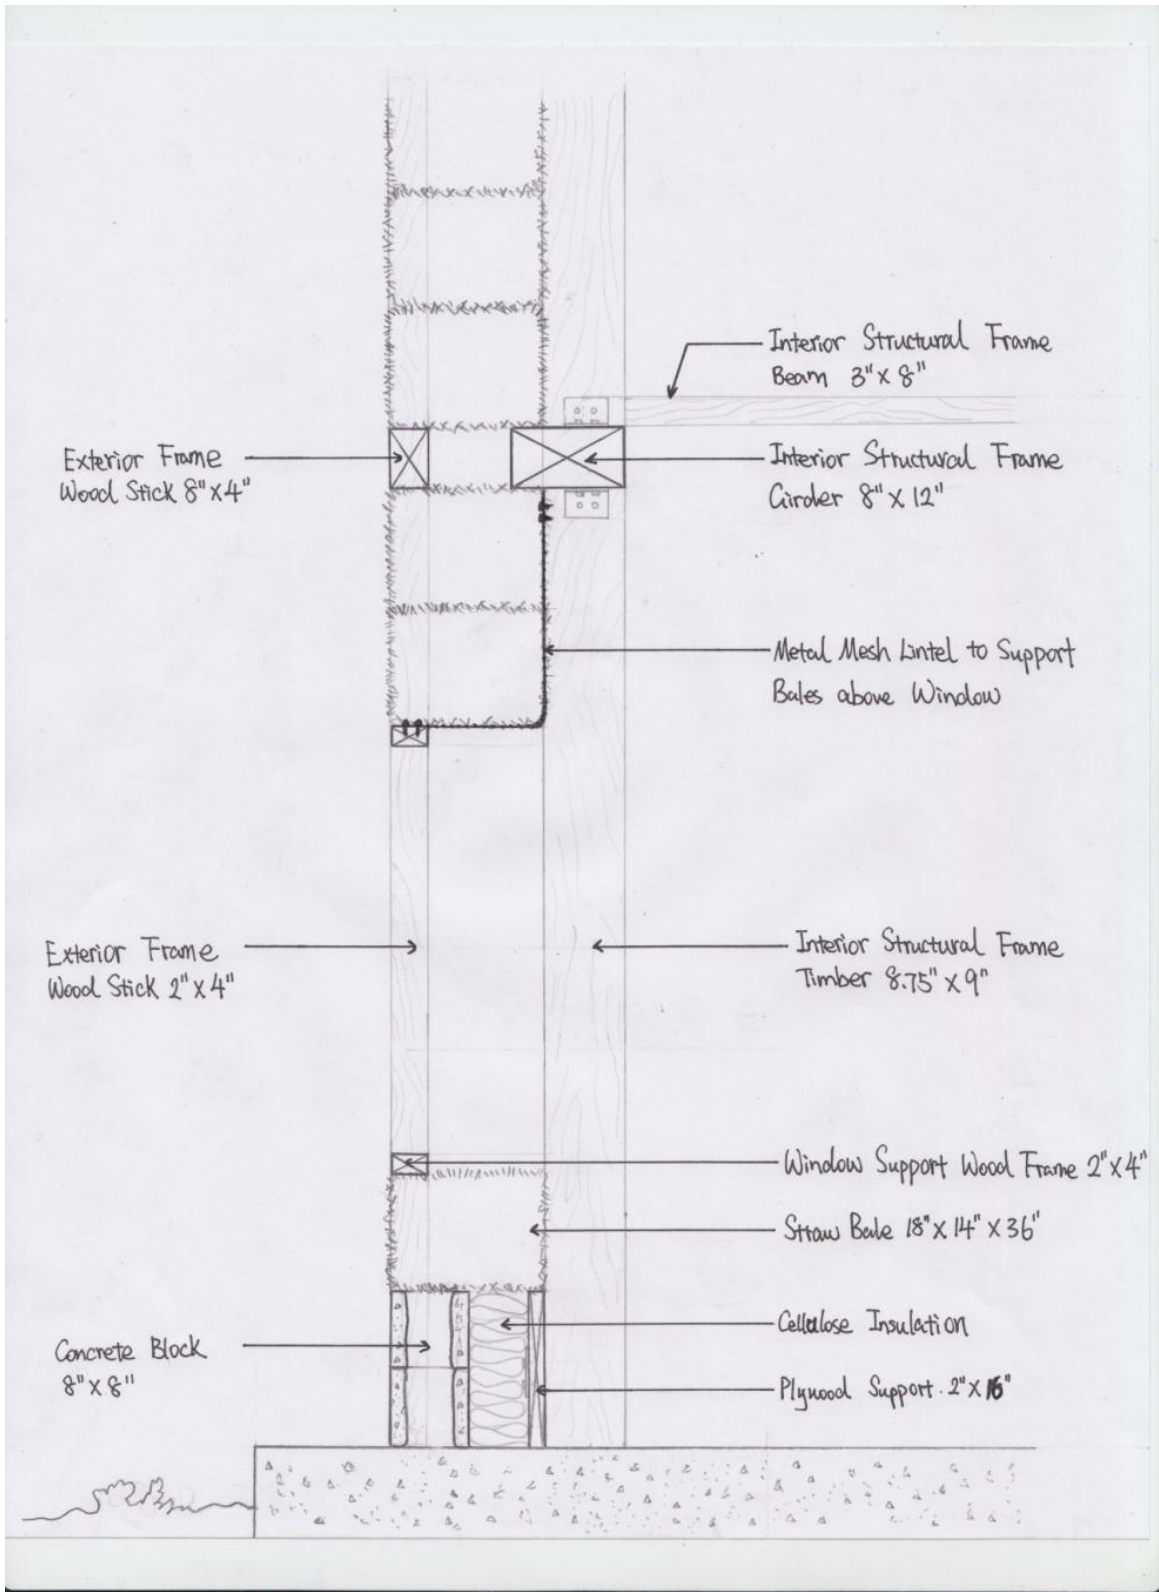 Interior Structural Frame
Beam 3" X 8"
Exterior Frame
Wood Stick 8" X 4"
Interior Structural Frame
Girder 8" X 12"
Metal Mesh Lintel to Support
Bales above Window
Exterior Frame
Wood Stick 2" X 4"
Interior Structural Frame
Timber 8.75" X 9"
Window Support Wood Frame 2" X 4"
Straw Bale 18" X 14" X 36"
Concrete Block
8" X 8"
Cellulose Insulation
Plywood Support. 2" X 16"